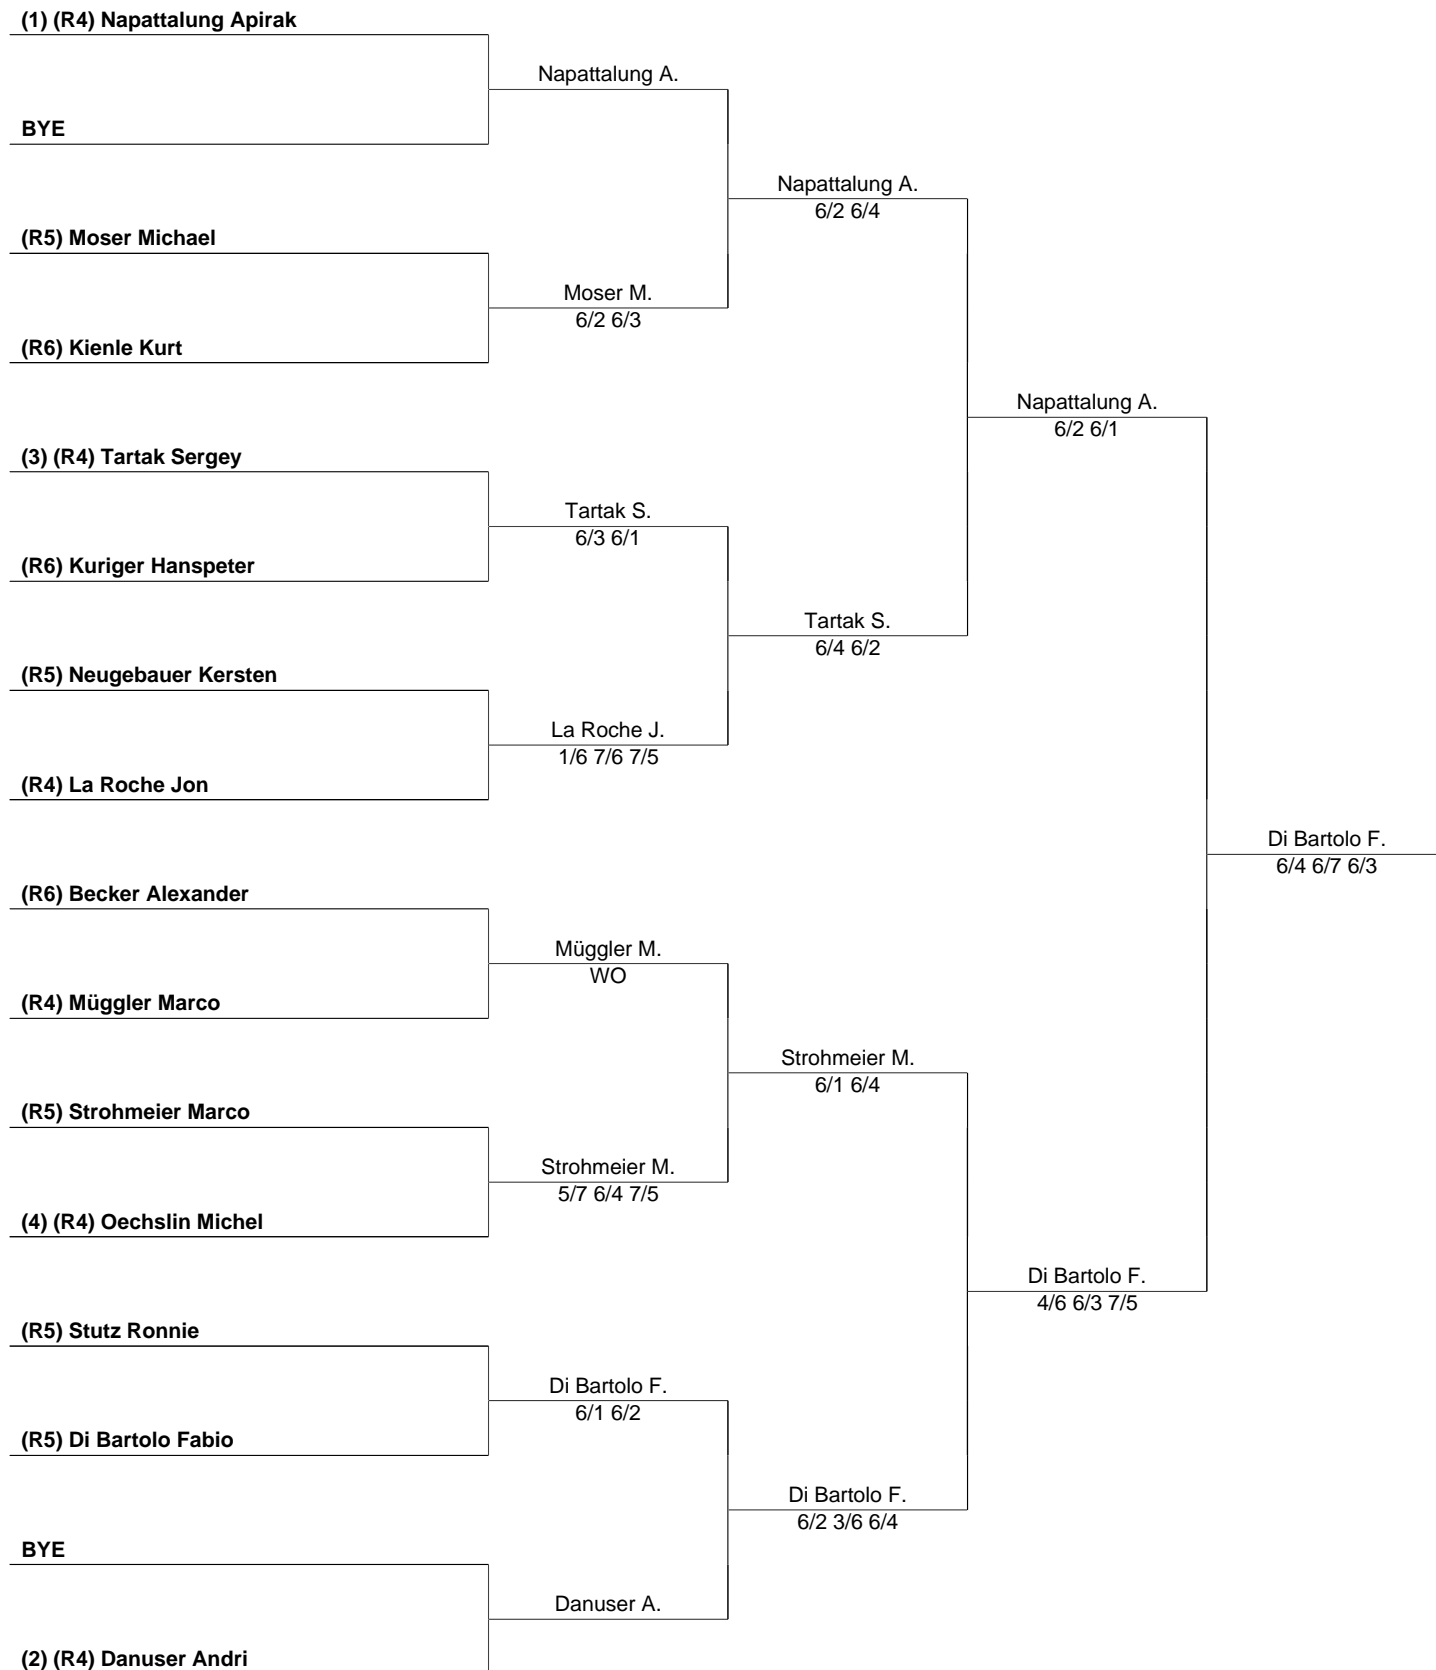 (1) (R4) Napattalung Apirak
Napattalung A.
BYE
Napattalung A.
6/2 6/4
(R5) Moser Michael
Moser M.
6/2 6/3
(R6) Kienle Kurt
Napattalung A.
6/2 6/1
(3) (R4) Tartak Sergey
Tartak S.
6/3 6/1
(R6) Kuriger Hanspeter
Tartak S.
6/4 6/2
(R5) Neugebauer Kersten
La Roche J.
1/6 7/6 7/5
(R4) La Roche Jon
Di Bartolo F.
6/4 6/7 6/3
(R6) Becker Alexander
Müggler M.
WO
(R4) Müggler Marco
Strohmeier M.
6/1 6/4
(R5) Strohmeier Marco
Strohmeier M.
5/7 6/4 7/5
(4) (R4) Oechslin Michel
Di Bartolo F.
4/6 6/3 7/5
(R5) Stutz Ronnie
Di Bartolo F.
6/1 6/2
(R5) Di Bartolo Fabio
Di Bartolo F.
6/2 3/6 6/4
BYE
Danuser A.
(2) (R4) Danuser Andri